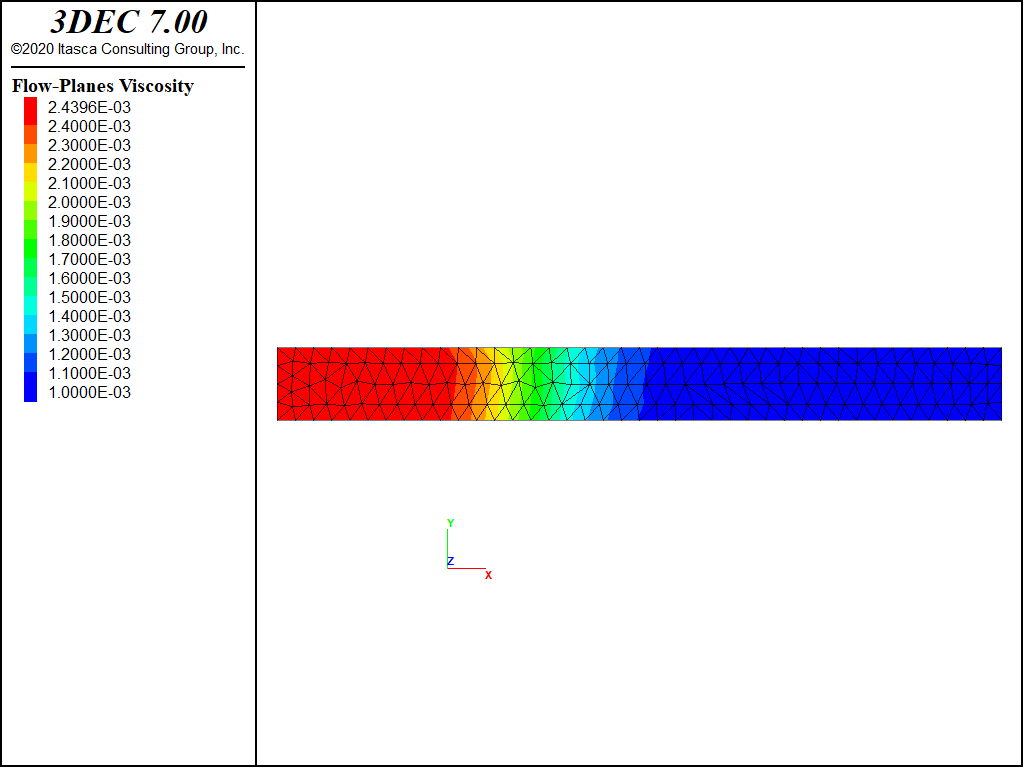 3DEC 7.00
©2020 Itasca Consulting Group, Inc.
Flow-Planes Viscosity
2.4396E-03
2.4000E-03
2.3000E-03
2.2000E-03
2.1000E-03
2.0000E-03
1.9000E-03
1.8000E-03
1.7000E-03
1.6000E-03
1.5000E-03
1.4000E-03
1.3000E-03
1.2000E-03
1.1000E-03
1.0000E-03
Y
Z
X